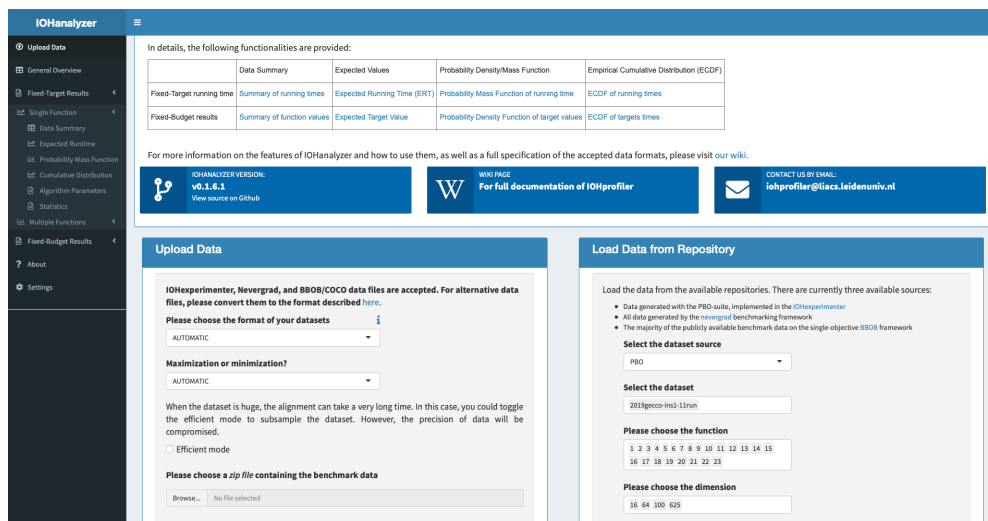 IOHanalyzer
Upload Data
General Overview
Fixed-Target Results
Single Function
Data Summary
Expected Runtime
Probability Mass Function
Cumulative Distribution
Algorithm Parameters
Statistics
Multiple Functions
Fixed-Budget Results
About
Settings
In details, the following functionalities are provided:
Data Summary Expected Values Probability Density/Mass Function Empirical Cumulative Distribution (ECDF)
Fixed-Target running time Summary of running times Expected Running Time (ERT) Probability Mass Function of running time ECDF of running times
Fixed-Budget results Summary of function values Expected Target Value Probability Density Function of target values ECDF of targets times
For more information on the features of IOHanalyzer and how to use them, as well as a full specification of the accepted data formats, please visit our wiki.
IOHANALYZER VERSION:
v0.1.6.1
View source on Github
W
WIKI PAGE
For full documentation of IOHprofiler
CONTACT US BY EMAIL:
iohprofiler@liacs.leidenuniv.nl
Upload Data
IOHexperimenter, Nevergrad, and BBOB/COCO data files are accepted. For alternative data
files, please convert them to the format described here.
Please choose the format of your datasets
AUTOMATIC
Maximization or minimization?
AUTOMATIC
When the dataset is huge, the alignment can take a very long time. In this case, you could toggle
the efficient mode to subsample the dataset. However, the precision of data will be
compromised.
Efficient mode
Please choose a zip file containing the benchmark data
Browse... No file selected
Load Data from Repository
Load the data from the available repositories. There are currently three available sources:
Data generated with the PBO-suite, implemented in the IOHexperimenter
All data generated by the nevergrad benchmarking framework
The majority of the publicly available benchmark data on the single-objective BBOB framework
Select the dataset source
PBO
Select the dataset
2019gecco-ins1-11run
Please choose the function
1 2 3 4 5 6 7 8 9 10 11 12 13 14 15
16 17 18 19 20 21 22 23
Please choose the dimension
16 64 100 625